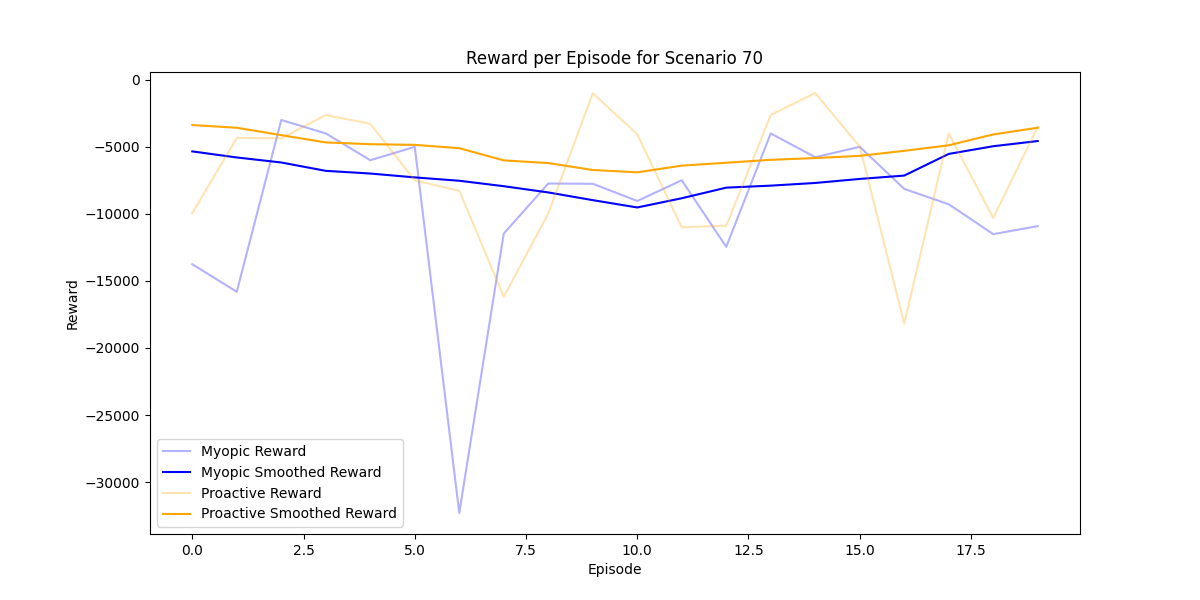 Reward per Episode for Scenario 70
0
−5000
−10000
−15000
−20000
−25000
−30000
Reward
Myopic Reward
Myopic Smoothed Reward
Proactive Reward
Proactive Smoothed Reward
0.0 2.5 5.0 7.5 10.0 12.5 15.0 17.5
Episode